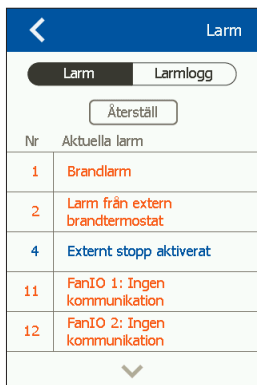 Larm
Larm Larmlogg
Återställ
Nr Aktuella larm
1 Brandlarm
2 Larm från extern
brandtermostat
4 Externt stopp aktiverat
11 FanIO 1: Ingen
kommunikation
12 FanIO 2: Ingen
kommunikation